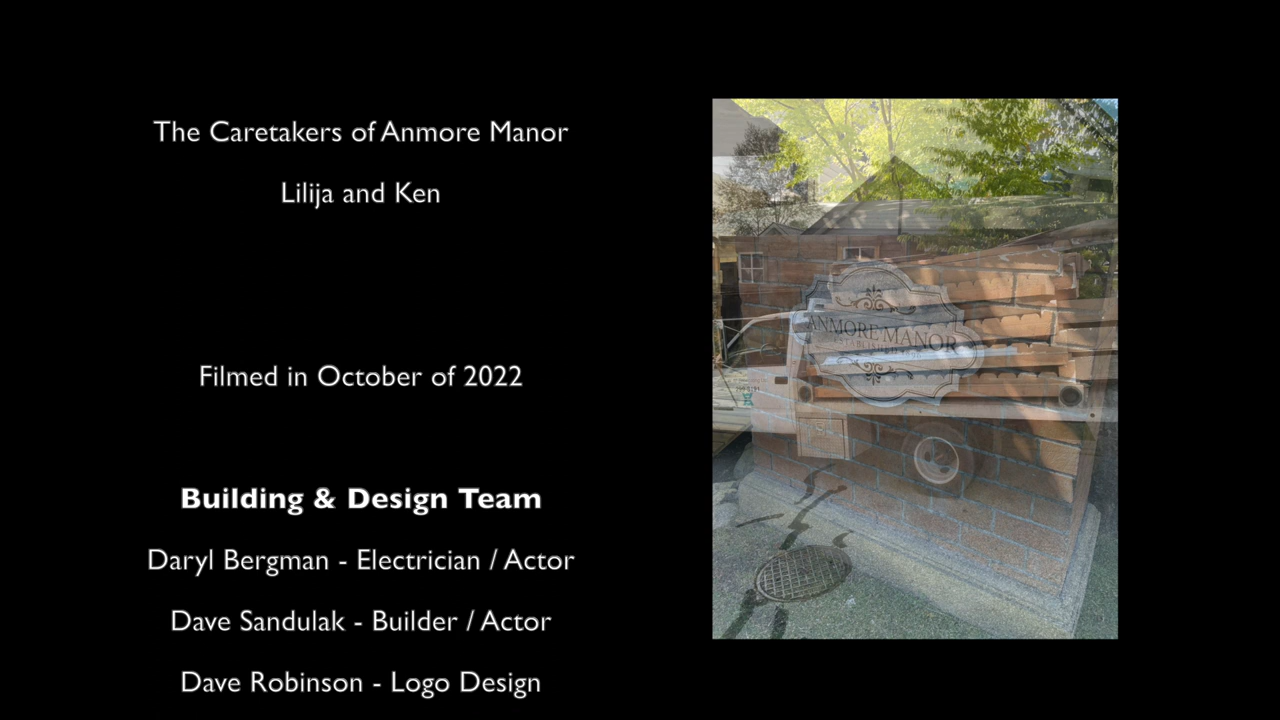 The Caretakers of Anmore Manor
Lilija and Ken
Filmed in October of 2022
Building & Design Team
Daryl Bergman - Electrician / Actor
Dave Sandulak - Builder / Actor
Dave Robinson - Logo Design
ANMORE MANOR
ESTABLISHED